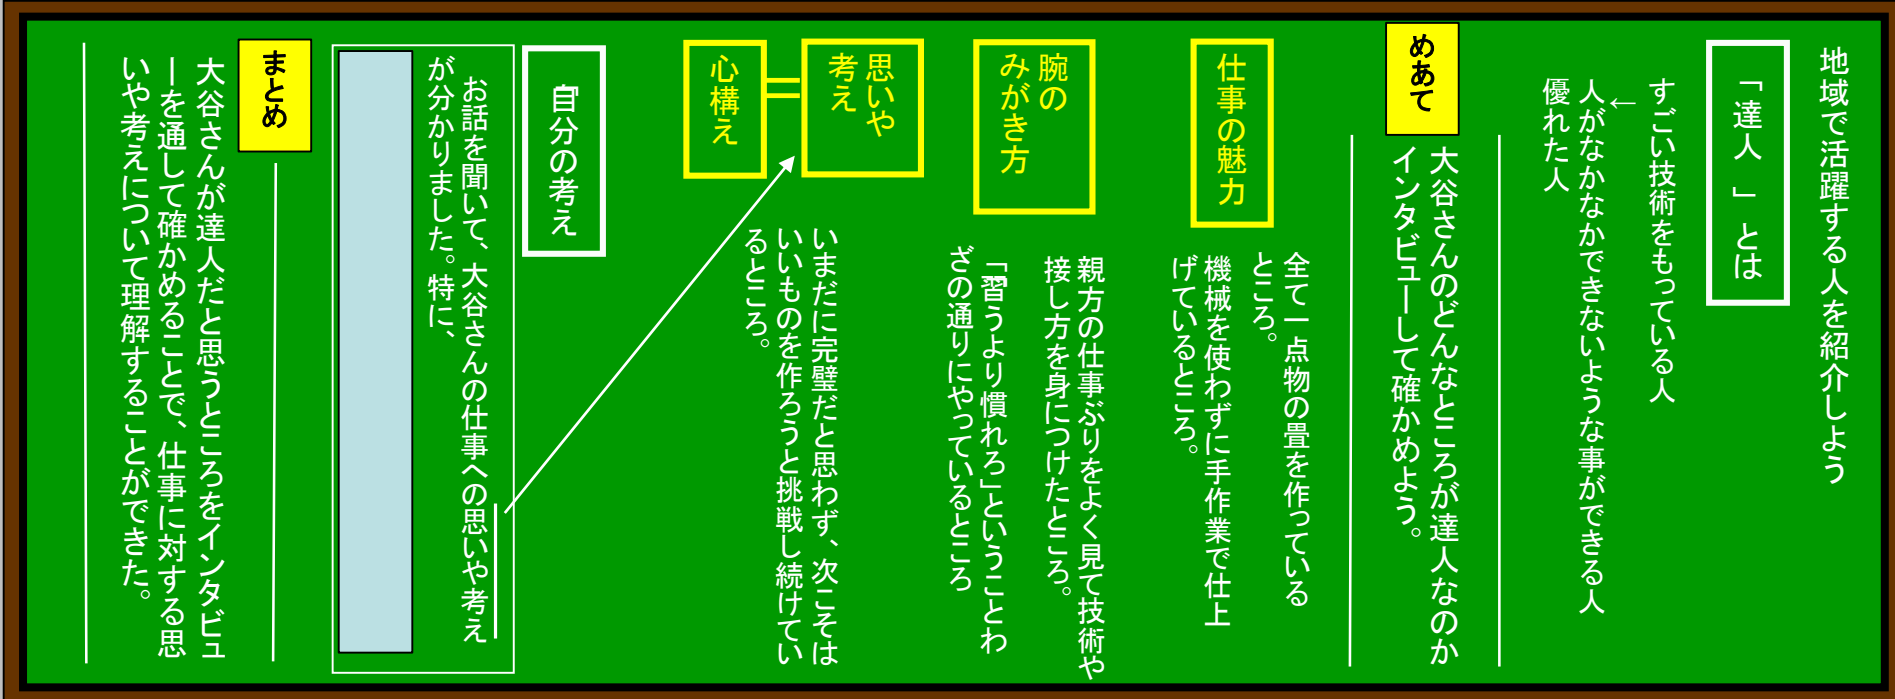 地域で活躍する人を紹介しよう
「達人 」とは
すごい技術をもっている人
↓
人がなかなかできないような事ができる人
優れた人
めあて
大谷さんのどんなところが達人なのか
インタビューして確かめよう。
仕事の魅力
全て一点物の畳を作っている
ところ。
機械を使わずに手作業で仕上
げているところ。
腕の
みがき方
親方の仕事ぶりをよく見て技術や
接し方を身につけたところ。
「習うより慣れろ」ということわ
ざの通りにやっているところ
思いや
考え
心構え
いまだに完璧だと思わず、次こそは
いいものを作ろうと挑戦し続けてい
るところ。
自分の考え
お話を聞いて、大谷さんの仕事への思いや考え
が分かりました。特に、
まとめ
大谷さんが達人だと思うところをインタビュ
ーを通して確かめることで、仕事に対する思
いや考えについて理解することができた。